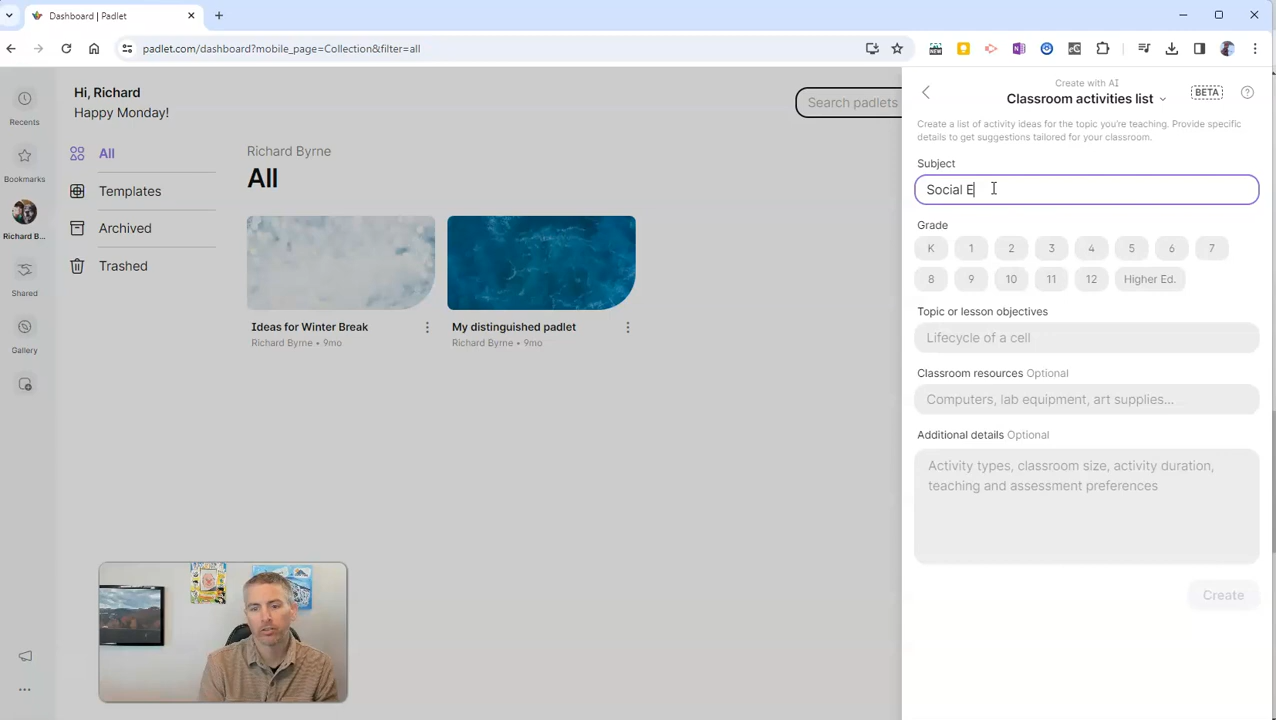 Dashboard | Padlet
padlet.com/dashboard?mobile_page=Collection&filter=all
Recents
Bookmarks
Richard B...
Shared
Gallery
Hi, Richard
Happy Monday!
All
Templates
Archived
Trashed
Search padlets
Richard Byrne
All
Ideas for Winter Break
Richard Byrne • 9mo
My distinguished padlet
Richard Byrne • 9mo
Create with AI
Classroom activities list
BETA
?
Create a list of activity ideas for the topic you're teaching. Provide specific
details to get suggestions tailored for your classroom.
Subject
Social E
Grade
K 1 2 3 4 5 6 7
8 9 10 11 12 Higher Ed.
Topic or lesson objectives
Lifecycle of a cell
Classroom resources Optional
Computers, lab equipment, art supplies...
Additional details Optional
Activity types, classroom size, activity duration,
teaching and assessment preferences
Create